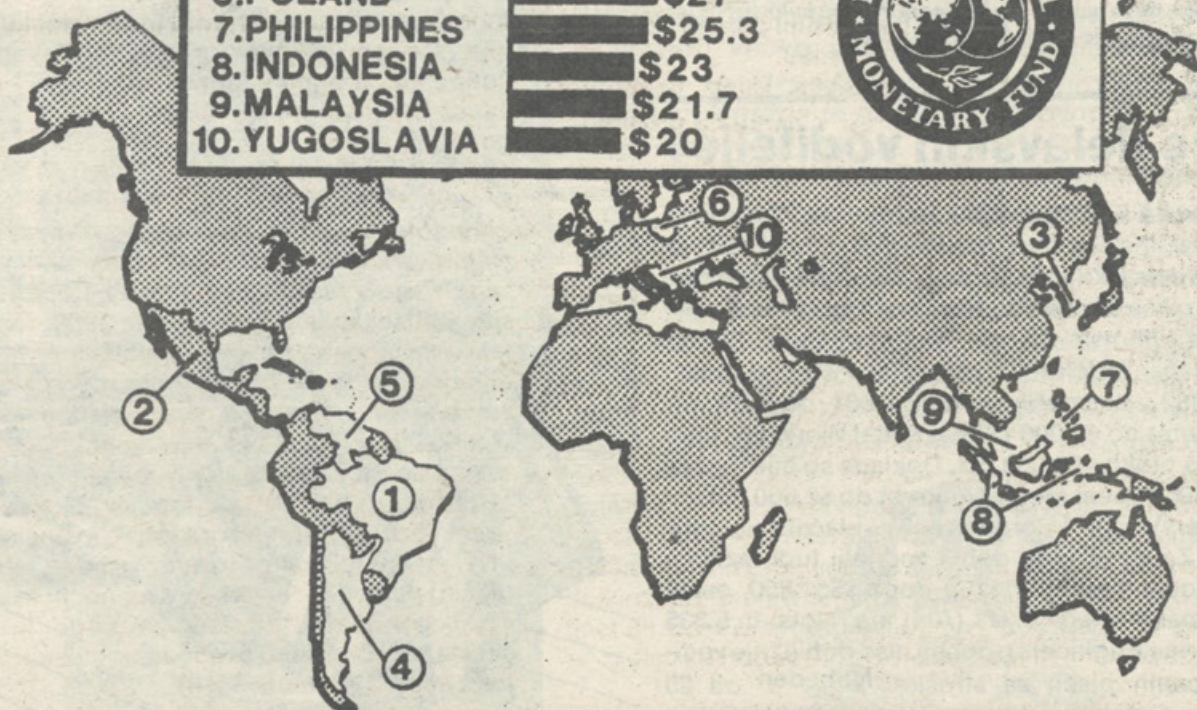 7.PHILIPPINES $25.3
8.INDONESIA $23
9.MALAYSIA $21.7
10.YUGOSLAVIA $20
MONETARY FUND
6
10
3
2
5
7
9
1
8
4